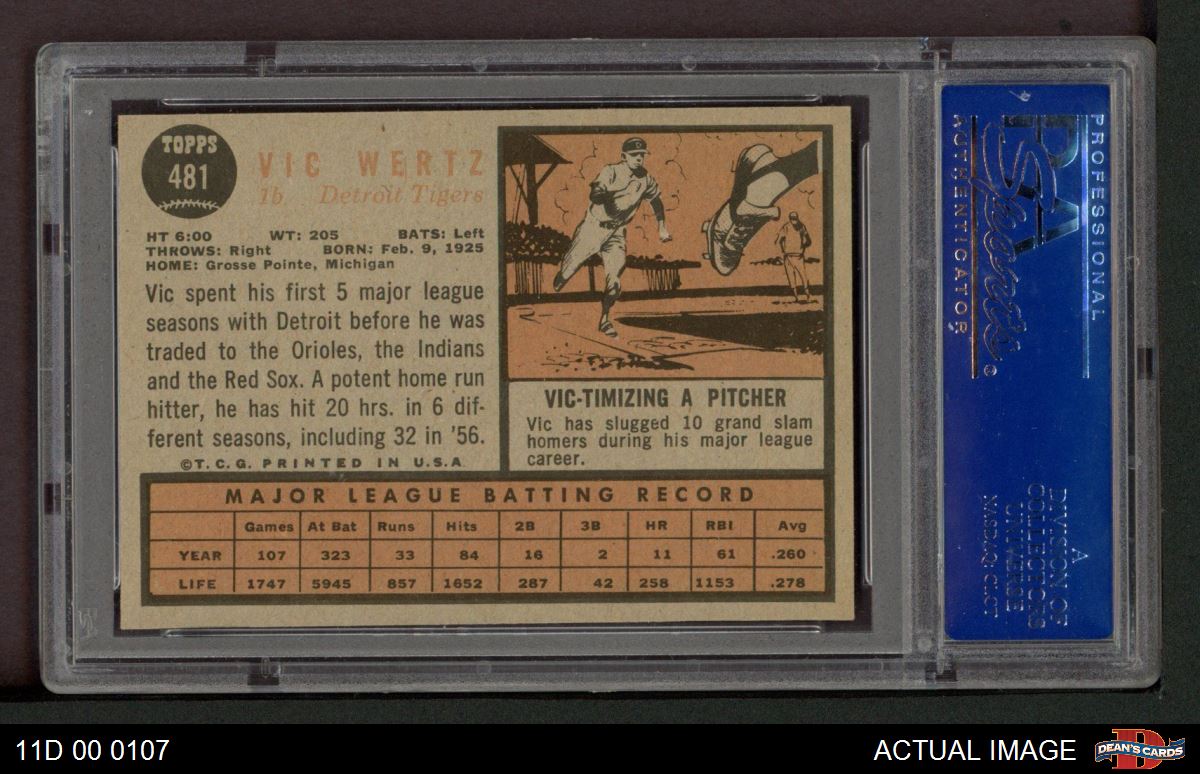 TOPPS
481
VIC WERTZ
1b Detroit Tigers
HT 6:00 WT: 205 BATS: Left
THROWS: Right BORN: Feb. 9, 1925
HOME: Grosse Pointe, Michigan
Vic spent his first 5 major league
seasons with Detroit before he was
traded to the Orioles, the Indians
and the Red Sox. A potent home run
hitter, he has hit 20 hrs. in 6 dif-
ferent seasons, including 32 in '56.
©T.C.G. PRINTED IN U.S.A.
VIC-TIMIZING A PITCHER
Vic has slugged 10 grand slam
homers during his major league
career.
MAJOR LEAGUE BATTING RECORD
Games At Bat Runs Hits 2B 3B HR RBI Avg
YEAR 107 323 33 84 16 2 11 61 .260
LIFE 1747 5945 857 1652 287 42 258 1153 .278
PROFESSIONAL
PSA
Sports
AUTHENTICATOR
®
A
DIVISION OF
COLLECTORS
UNIVERSE
NASDAQ: CLCT
11D 00 0107
ACTUAL IMAGE
D
DEAN'S CARDS